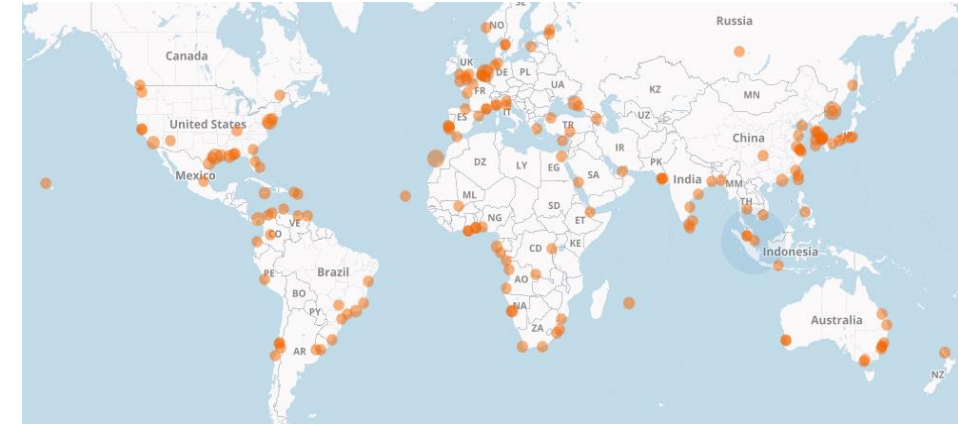 SE
Russia
NO
Canada
UK
DE
PL
FR
UA
KZ
MN
ES
IT
United States
TR
UZ
China
JP
IR
Mexico
DZ
LY
EG
PK
SA
India
MM
ML
TH
NG
SD
ET
VE
CO
CD
KE
Indonesia
PE
Brazil
AO
BO
PY
NA
Australia
ZA
AR
NZ